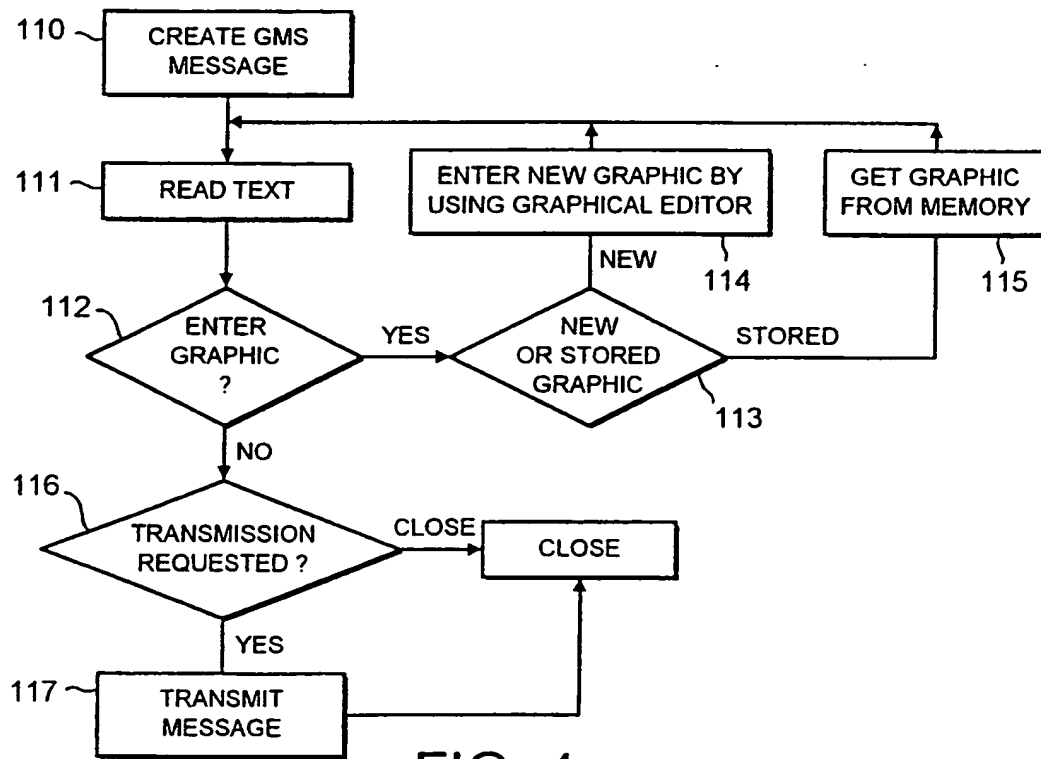 110
CREATE GMS
MESSAGE
111
READ TEXT
ENTER NEW GRAPHIC BY
USING GRAPHICAL EDITOR
114
GET GRAPHIC
FROM MEMORY
115
NEW
112
ENTER
GRAPHIC
?
YES
NEW
OR STORED
GRAPHIC
113
STORED
NO
116
TRANSMISSION
REQUESTED ?
CLOSE
CLOSE
YES
117
TRANSMIT
MESSAGE